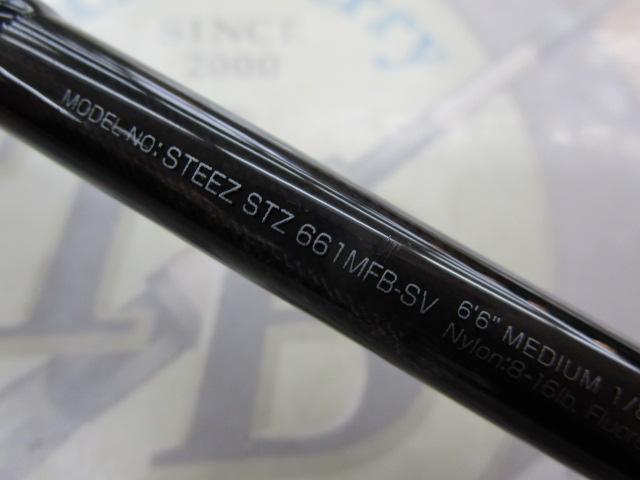 SINCE
2000
MODEL NO: STEEZ STZ 661MFB-SV 6'6" MEDIUM
Nylon:8-16lb.